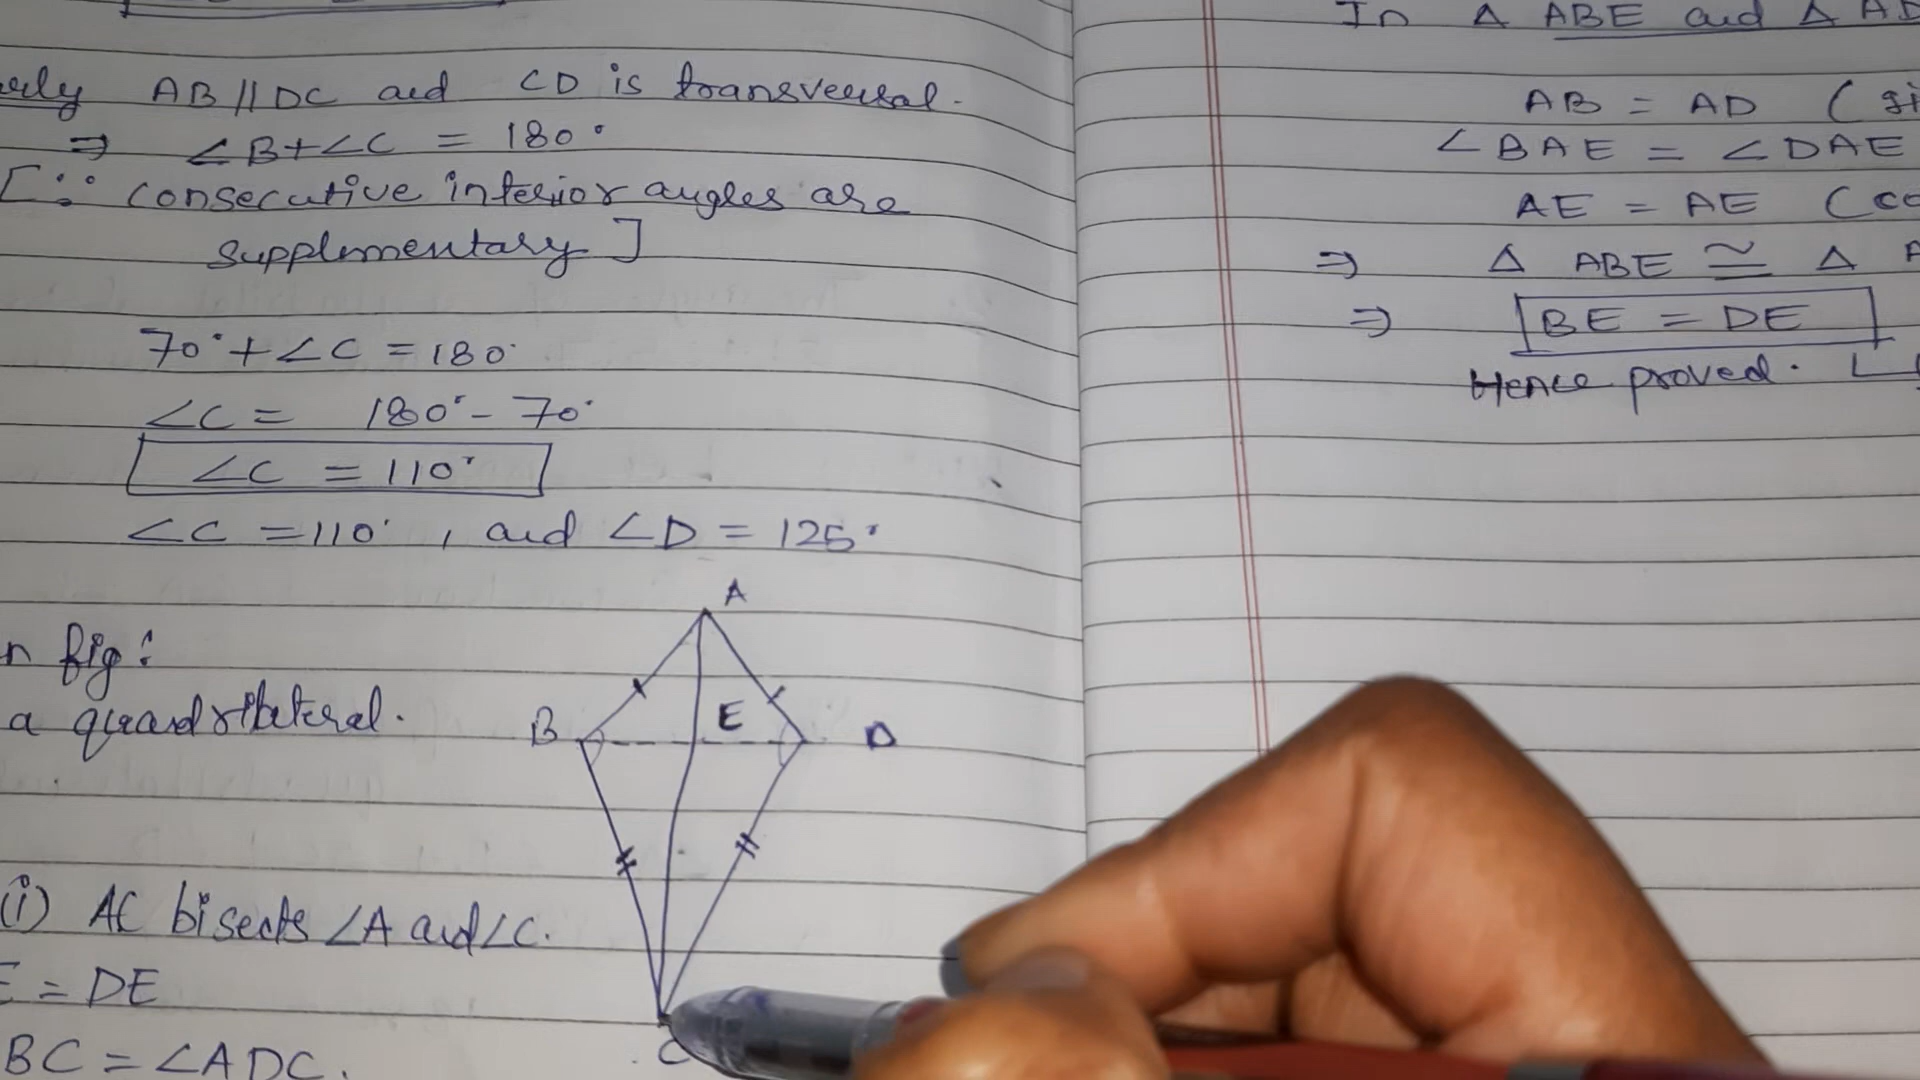 AB // DC and CD is transversal.
⇒ ∠B+∠C = 180°
[∵ consecutive interior angles are
supplementary]
70°+∠C = 180°
∠C = 180° - 70°
∠C = 110°
∠C = 110°, and ∠D = 125°
fig:
a quadrilateral.
A
B
E
D
C
(i) AC bisects ∠A and ∠C.
= DE
BC = ∠ADC.
In Δ ABE and Δ
AB = AD
∠BAE = ∠DAE
AE = AE
⇒ Δ ABE ≅ Δ
⇒ BE = DE
Hence proved.